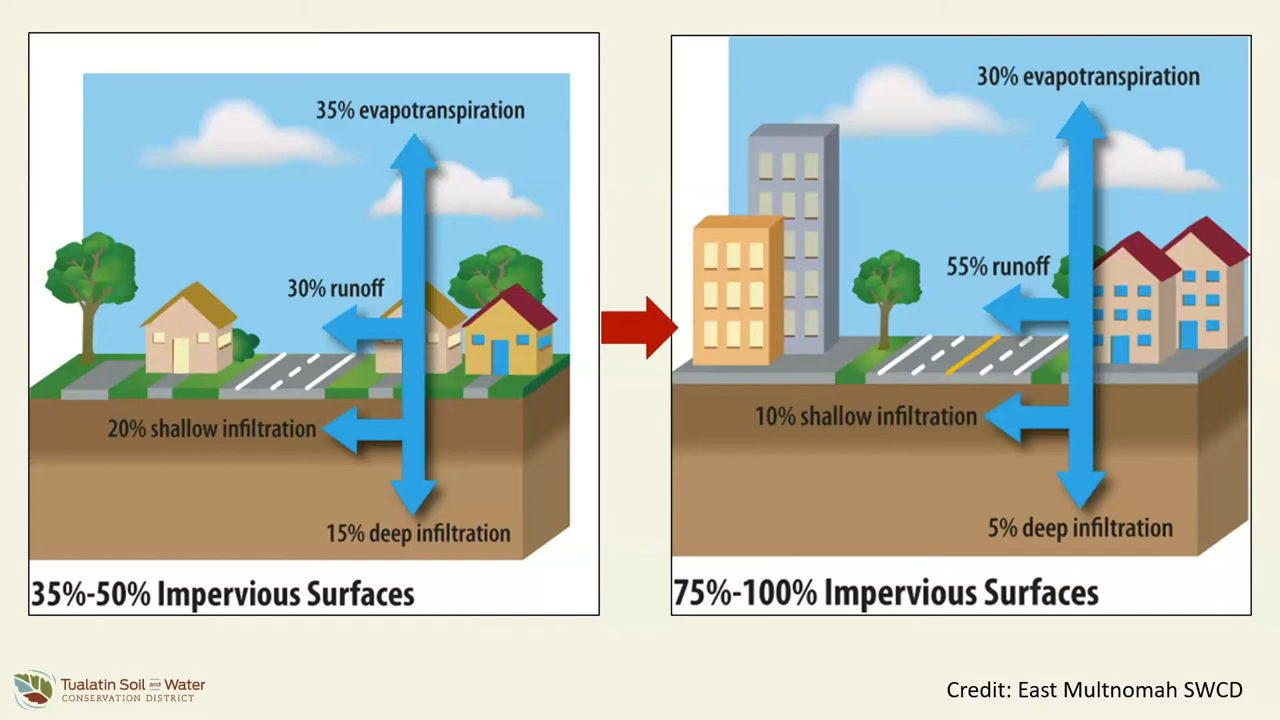 35% evapotranspiration
30% runoff
20% shallow infiltration
15% deep infiltration
35%-50% Impervious Surfaces
30% evapotranspiration
55% runoff
10% shallow infiltration
5% deep infiltration
75%-100% Impervious Surfaces
Tualatin Soil and Water
CONSERVATION DISTRICT
Credit: East Multnomah SWCD